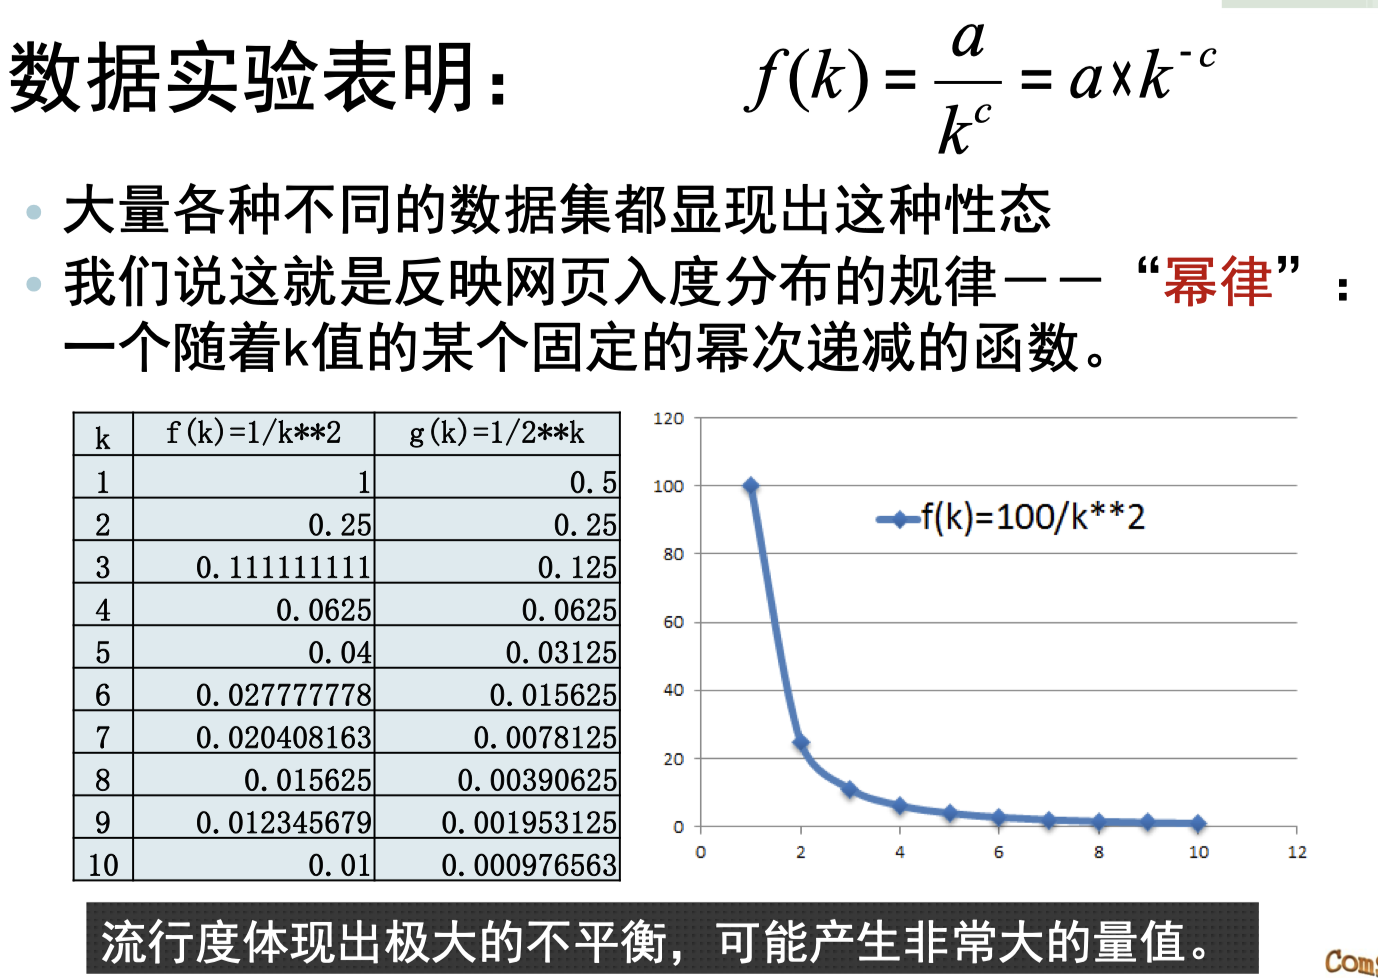 数据实验表明：
f(k) = a/k^c = a×k^-c
• 大量各种不同的数据集都显现出这种性态
• 我们说这就是反映网页入度分布的规律——“幂律”：
一个随着k值的某个固定的幂次递减的函数。
k f(k)=1/k**2 g(k)=1/2**k
1 1 0.5
2 0.25 0.25
3 0.111111111 0.125
4 0.0625 0.0625
5 0.04 0.03125
6 0.027777778 0.015625
7 0.020408163 0.0078125
8 0.015625 0.00390625
9 0.012345679 0.001953125
10 0.01 0.000976563
120
100
80
60
40
20
0
f(k)=100/k**2
0 2 4 6 8 10 12
流行度体现出极大的不平衡，可能产生非常大的量值。